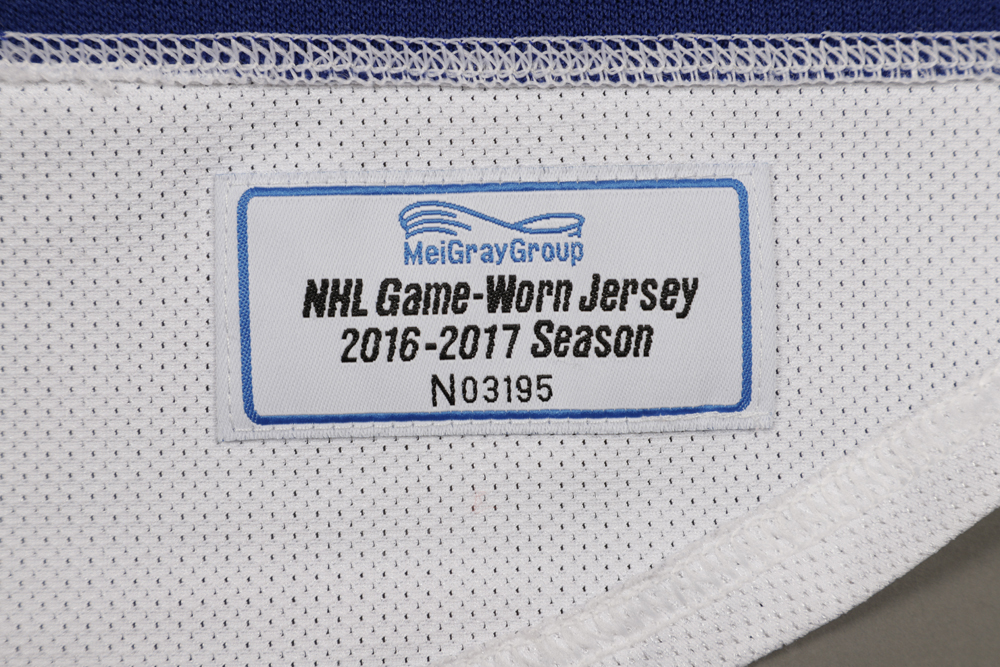 MeiGrayGroup
NHL Game-Worn Jersey
2016-2017 Season
N03195